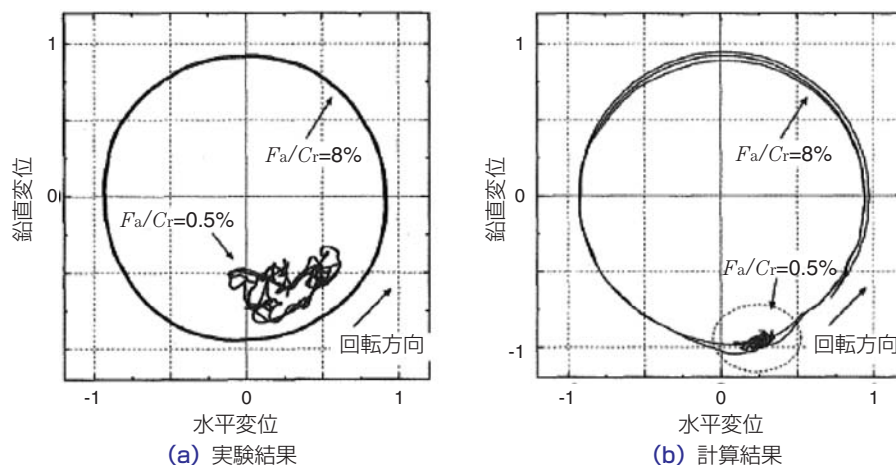 1
Fa/Cr=8%
鉛直変位
0
Fa/Cr=0.5%
回転方向
-1
0
1
水平変位
(a) 実験結果
1
Fa/Cr=8%
鉛直変位
0
Fa/Cr=0.5%
回転方向
-1
-1
0
1
水平変位
(b) 計算結果